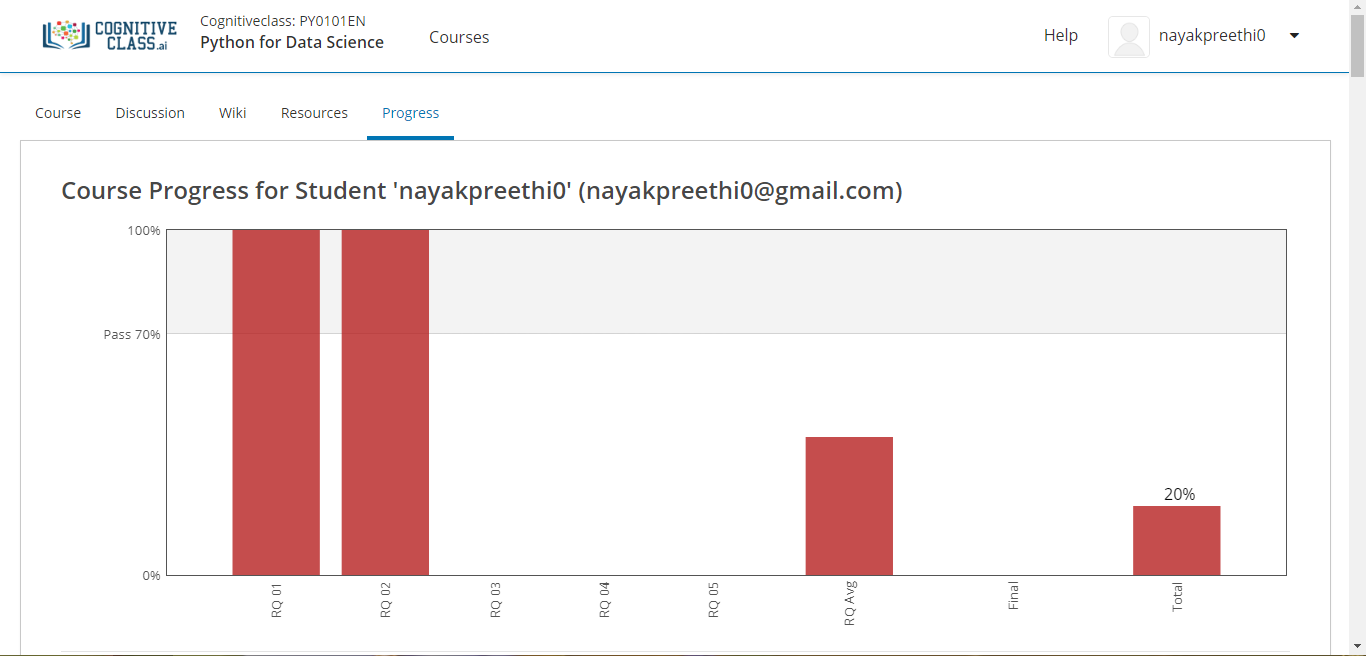 COGNITIVE
CLASS.ai
Cognitiveclass: PY0101EN
Python for Data Science
Courses
Help
nayakpreethi0
Course
Discussion
Wiki
Resources
Progress
Course Progress for Student 'nayakpreethi0' (nayakpreethi0@gmail.com)
100%
Pass 70%
0%
20%
RQ 01
RQ 02
RQ 03
RQ 04
RQ 05
RQ Avg
Final
Total